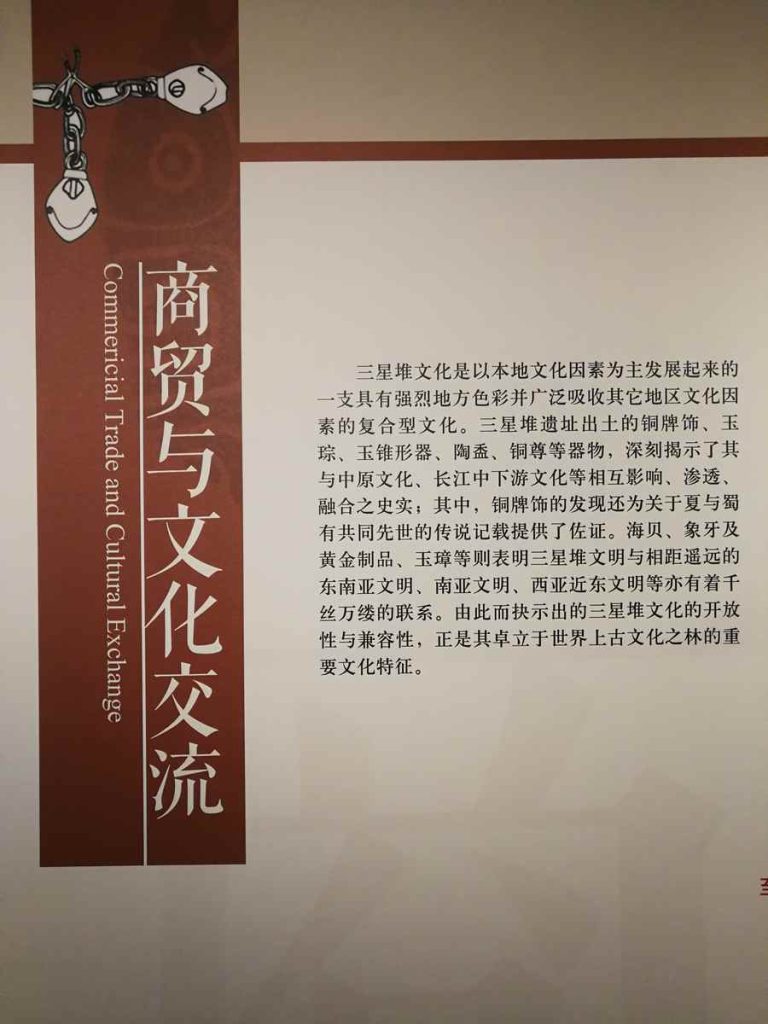 商贸与文化交流
Commericial Trade and Cultural Exchange
三星堆文化是以本地文化因素为主发展起来的
一支具有强烈地方色彩并广泛吸收其它地区文化因
素的复合型文化。三星堆遗址出土的铜牌饰、玉
琮、玉锥形器、陶盉、铜尊等器物，深刻揭示了其
与中原文化、长江中下游文化等相互影响、渗透、
融合之史实；其中，铜牌饰的发现还为关于夏与蜀
有共同先世的传说记载提供了佐证。海贝、象牙及
黄金制品、玉璋等则表明三星堆文明与相距遥远的
东南亚文明、南亚文明、西亚近东文明等亦有着千
丝万缕的联系。由此而抉示出的三星堆文化的开放
性与兼容性，正是其卓立于世界上古文化之林的重
要文化特征。